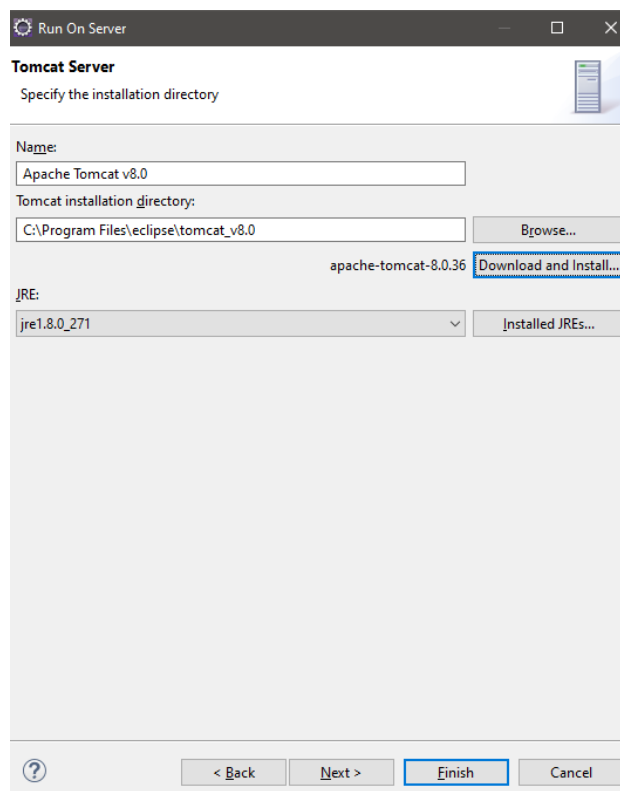 Run On Server
Tomcat Server
Specify the installation directory
Name:
Apache Tomcat v8.0
Tomcat installation directory:
C:\Program Files\eclipse\tomcat_v8.0
Browse...
apache-tomcat-8.0.36 Download and Install...
JRE:
jre1.8.0_271
Installed JREs...
?
< Back Next > Finish Cancel